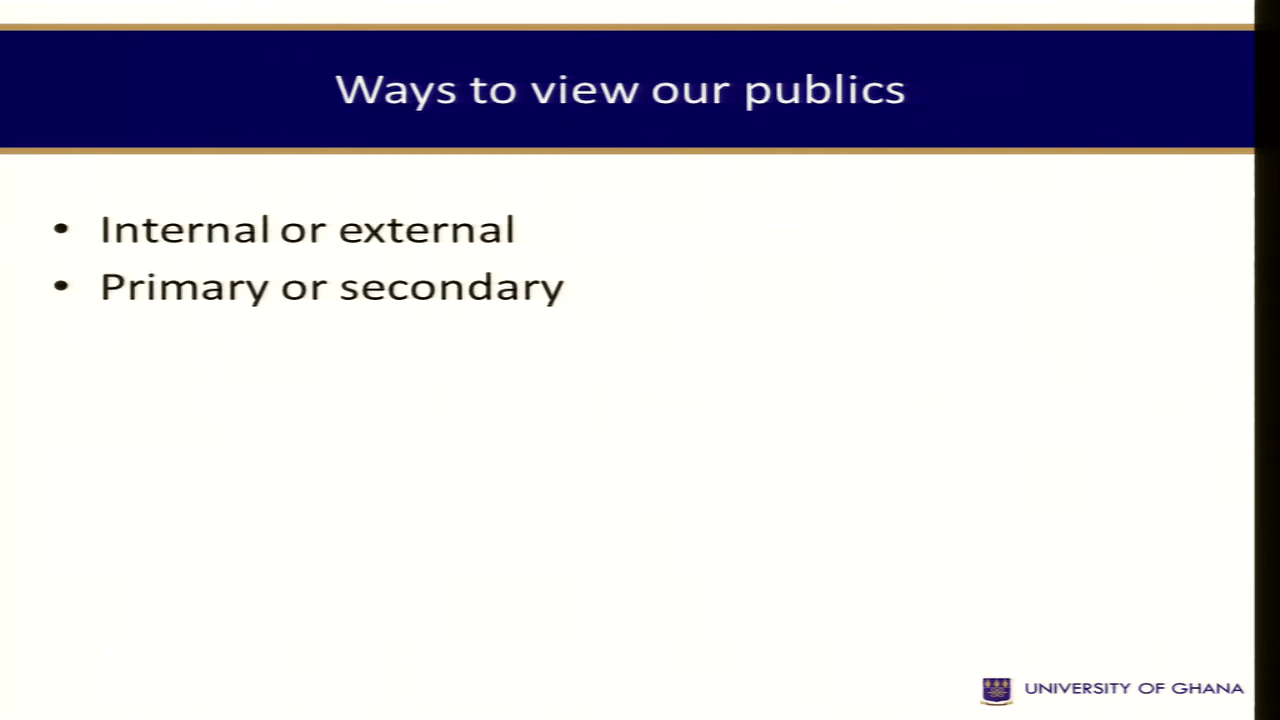 Ways to view our publics
• Internal or external
• Primary or secondary
UNIVERSITY OF GHANA